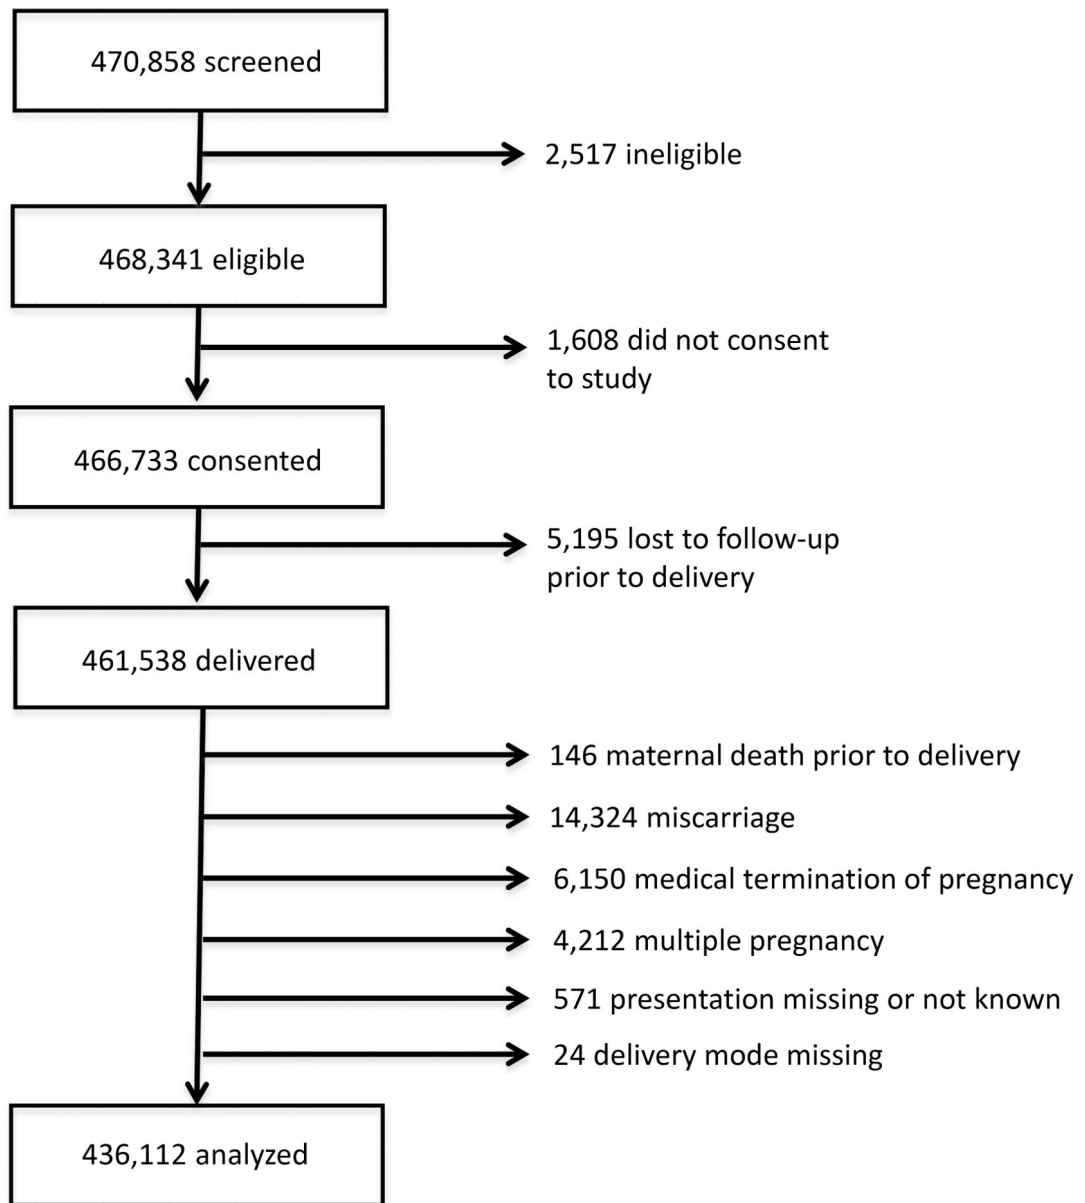 470,858 screened
2,517 ineligible
468,341 eligible
1,608 did not consent
to study
466,733 consented
5,195 lost to follow-up
prior to delivery
461,538 delivered
146 maternal death prior to delivery
14,324 miscarriage
6,150 medical termination of pregnancy
4,212 multiple pregnancy
571 presentation missing or not known
24 delivery mode missing
436,112 analyzed